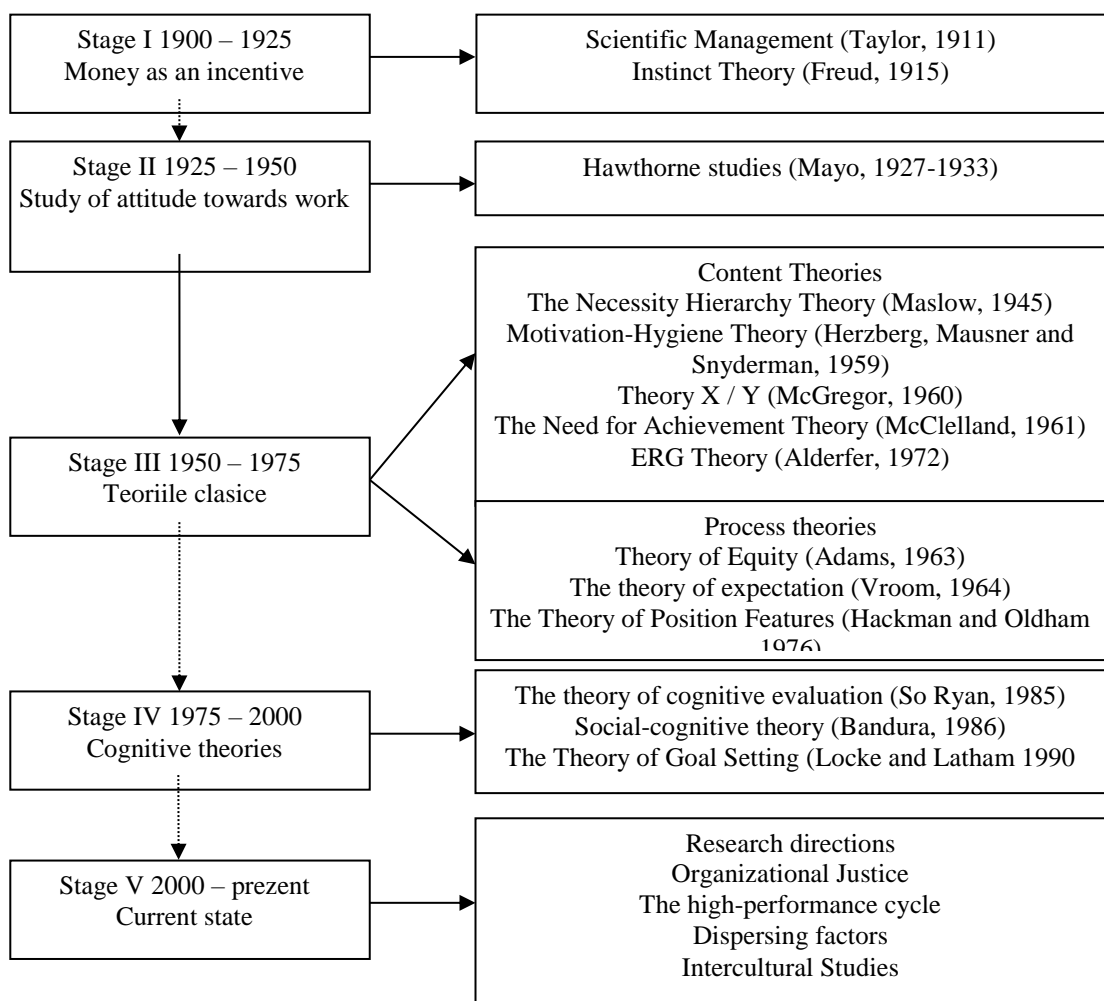 Stage I 1900 – 1925
Money as an incentive
Scientific Management (Taylor, 1911)
Instinct Theory (Freud, 1915)
Stage II 1925 – 1950
Study of attitude towards work
Hawthorne studies (Mayo, 1927-1933)
Stage III 1950 – 1975
Teoriile clasice
Content Theories
The Necessity Hierarchy Theory (Maslow, 1945)
Motivation-Hygiene Theory (Herzberg, Mausner and
Snyderman, 1959)
Theory X / Y (McGregor, 1960)
The Need for Achievement Theory (McClelland, 1961)
ERG Theory (Alderfer, 1972)
Process theories
Theory of Equity (Adams, 1963)
The theory of expectation (Vroom, 1964)
The Theory of Position Features (Hackman and Oldham
1976)
Stage IV 1975 – 2000
Cognitive theories
The theory of cognitive evaluation (So Ryan, 1985)
Social-cognitive theory (Bandura, 1986)
The Theory of Goal Setting (Locke and Latham 1990
Stage V 2000 – prezent
Current state
Research directions
Organizational Justice
The high-performance cycle
Dispersing factors
Intercultural Studies